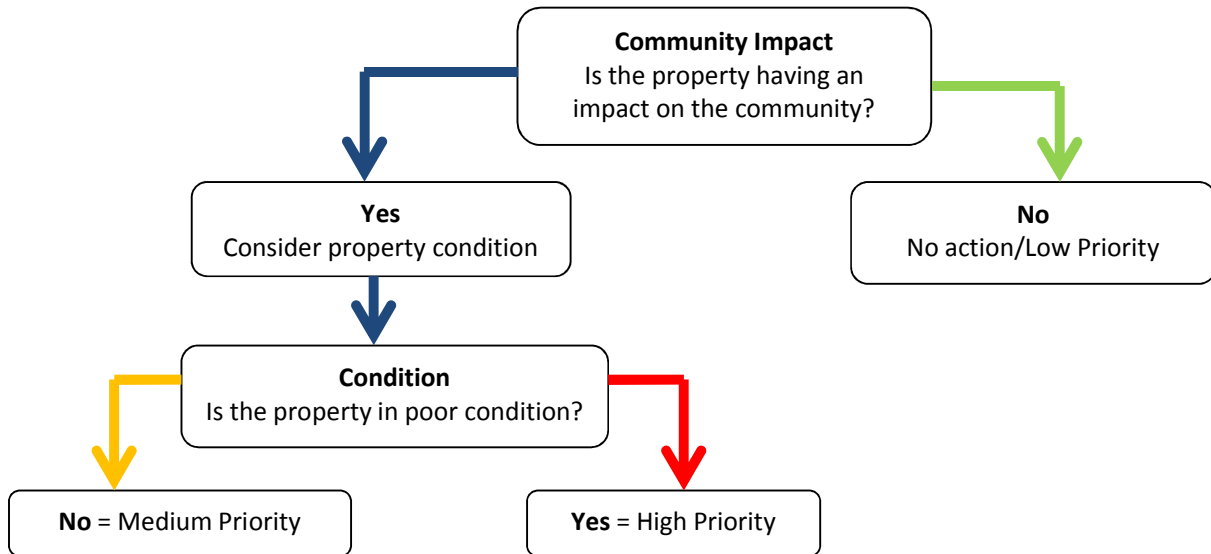 Community Impact
Is the property having an
impact on the community?
Yes
Consider property condition
No
No action/Low Priority
Condition
Is the property in poor condition?
No = Medium Priority
Yes = High Priority